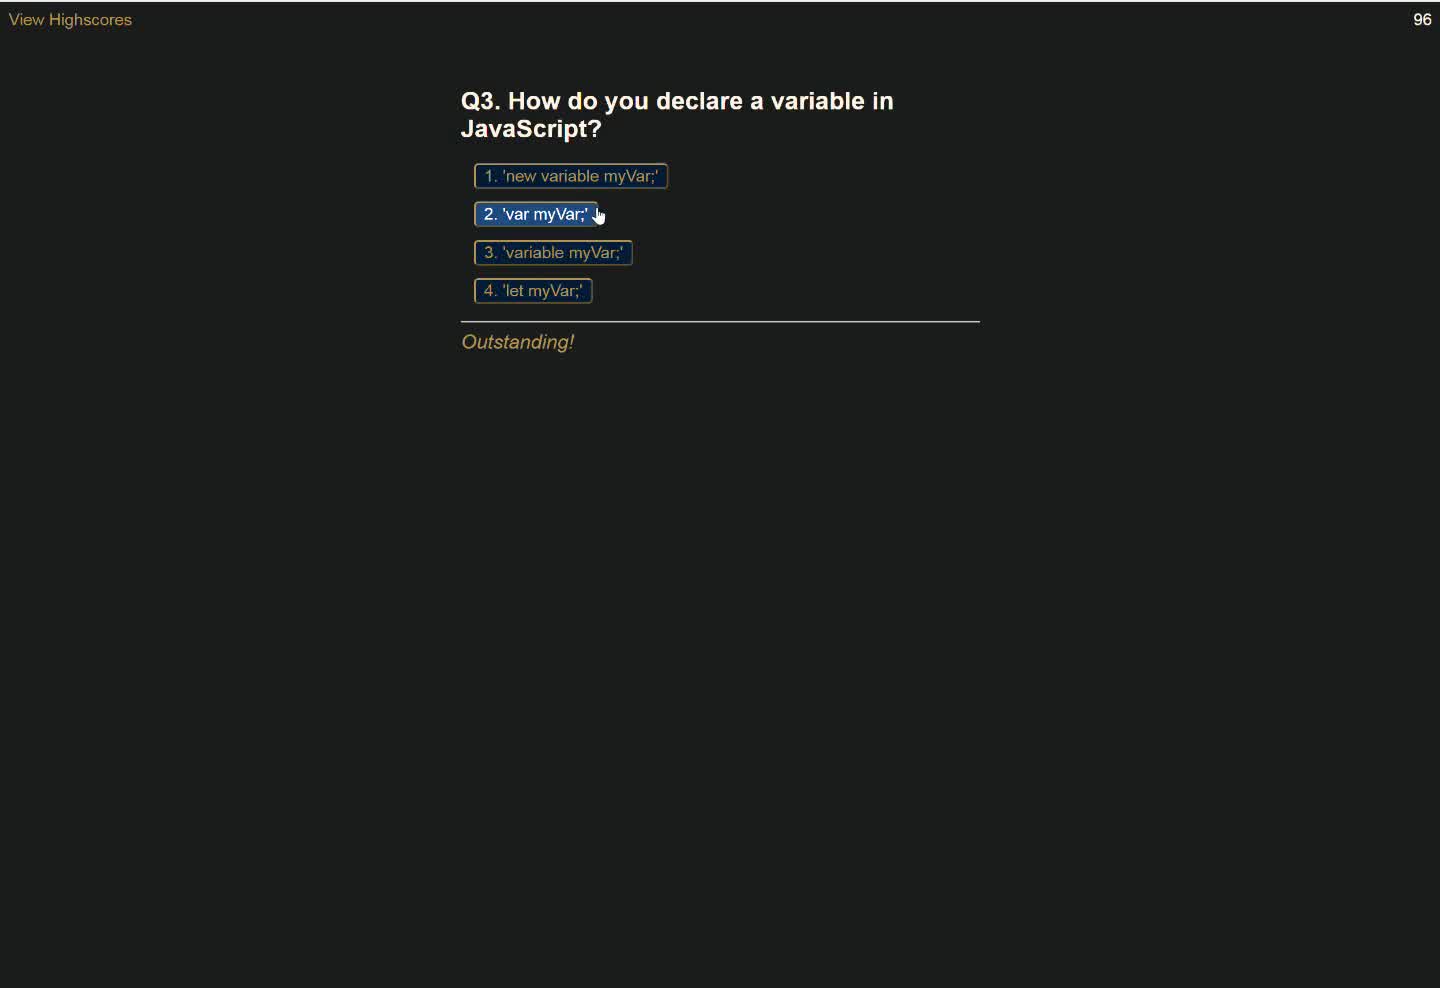 View Highscores
96
Q3. How do you declare a variable in
JavaScript?
1. 'new variable myVar;'
2. 'var myVar;'
3. 'variable myVar;'
4. 'let myVar;'
Outstanding!